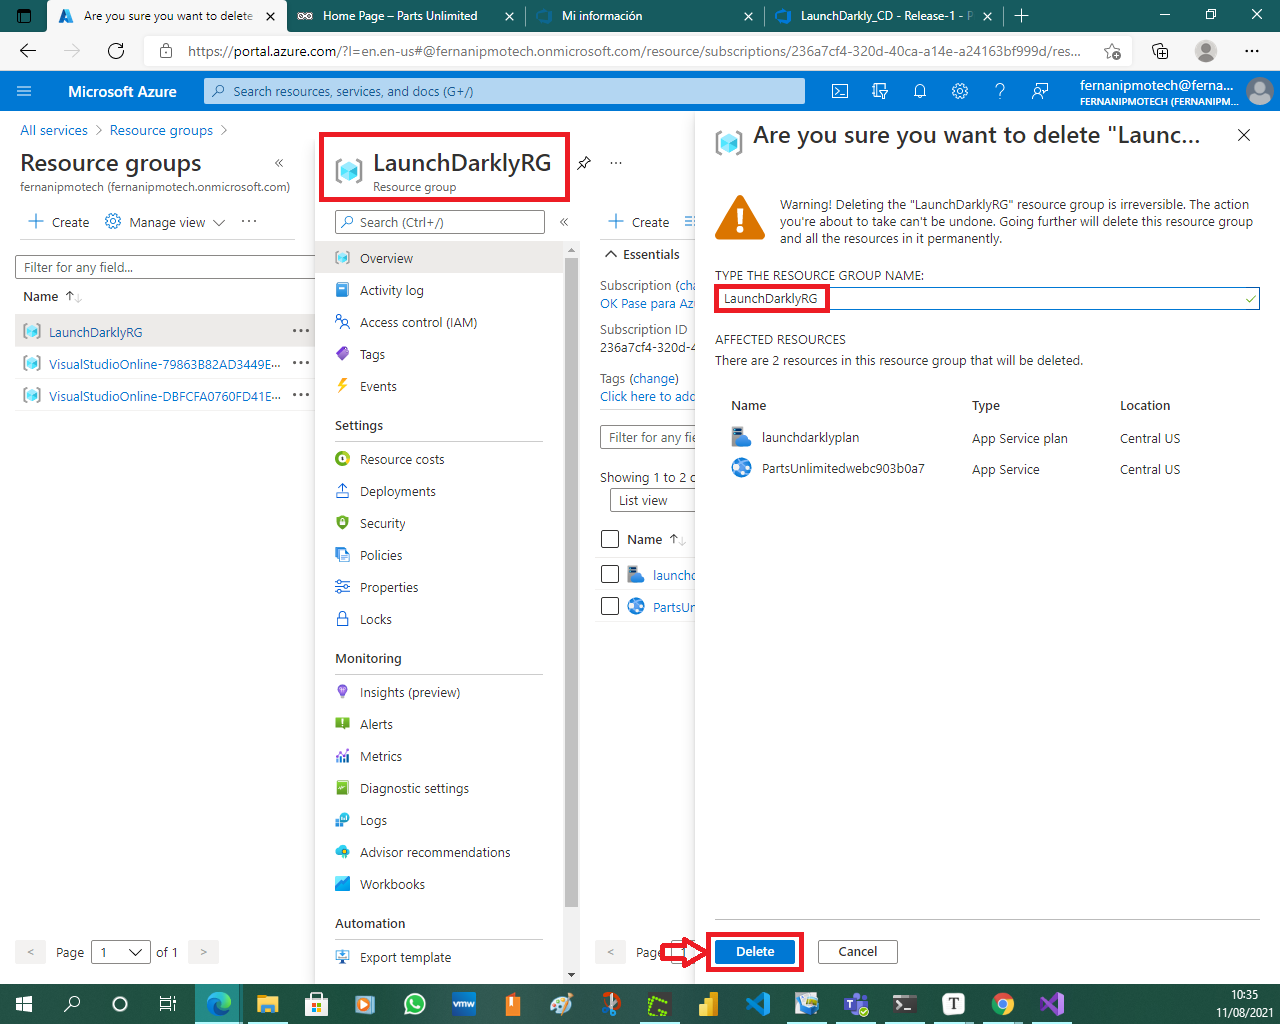 Are you sure you want to delete
Home Page – Parts Unlimited
Mi información
LaunchDarkly_CD - Release-1 - P
https://portal.azure.com/?l=en.en-us#@fernanipmotech.onmicrosoft.com/resource/subscriptions/236a7cf4-320d-40ca-a14e-a24163bf999d/res...
Microsoft Azure
Search resources, services, and docs (G+/)
fernanipmotech@ferna...
FERNANIPMOTECH (FERNANIPM...
All services > Resource groups >
Resource groups
fernanipmotech (fernanipmotech.onmicrosoft.com)
Create
Manage view
Filter for any field...
Name
LaunchDarklyRG
VisualStudioOnline-79863B82AD3449E...
VisualStudioOnline-DBFCFA0760FD41E...
< Page 1 of 1 >
LaunchDarklyRG
Resource group
Search (Ctrl+/)
Overview
Activity log
Access control (IAM)
Tags
Events
Settings
Resource costs
Deployments
Security
Policies
Properties
Locks
Monitoring
Insights (preview)
Alerts
Metrics
Diagnostic settings
Logs
Advisor recommendations
Workbooks
Automation
Export template
Create
Essentials
Subscription (cha
OK Pase para Azu
Subscription ID
236a7cf4-320d-4
Tags (change)
Click here to add
Filter for any fie
Showing 1 to 2 o
List view
Name
launchd
PartsUn
< Page 1
Are you sure you want to delete "Launc...
Warning! Deleting the "LaunchDarklyRG" resource group is irreversible. The action
you're about to take can't be undone. Going further will delete this resource group
and all the resources in it permanently.
TYPE THE RESOURCE GROUP NAME:
LaunchDarklyRG
AFFECTED RESOURCES
There are 2 resources in this resource group that will be deleted.
Name Type Location
launchdarklyplan App Service plan Central US
PartsUnlimitedwebc903b0a7 App Service Central US
Delete
Cancel
vmw
T
10:35
11/08/2021